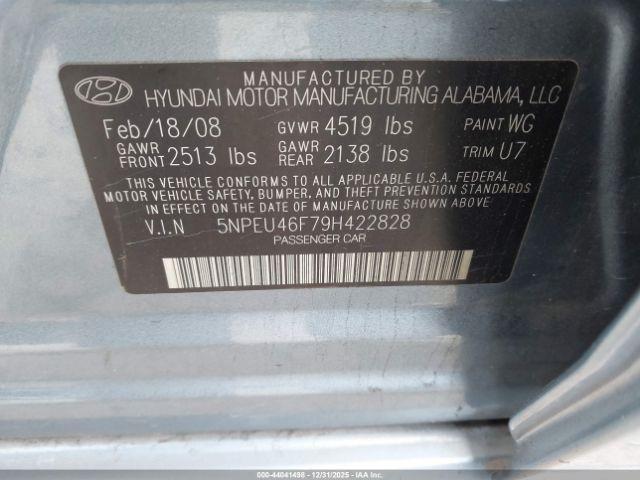 MANUFACTURED BY
HYUNDAI MOTOR MANUFACTURING ALABAMA, LLC
Feb/18/08 GVWR 4519 lbs PAINT WG
GAWR FRONT 2513 lbs GAWR REAR 2138 lbs TRIM U7
THIS VEHICLE CONFORMS TO ALL APPLICABLE U.S.A. FEDERAL
MOTOR VEHICLE SAFETY, BUMPER, AND THEFT PREVENTION STANDARDS
IN EFFECT ON THE DATE OF MANUFACTURE SHOWN ABOVE
V.I.N 5NPEU46F79H422828
PASSENGER CAR
000-44041498 - 12/31/2025 - IAAI.COM